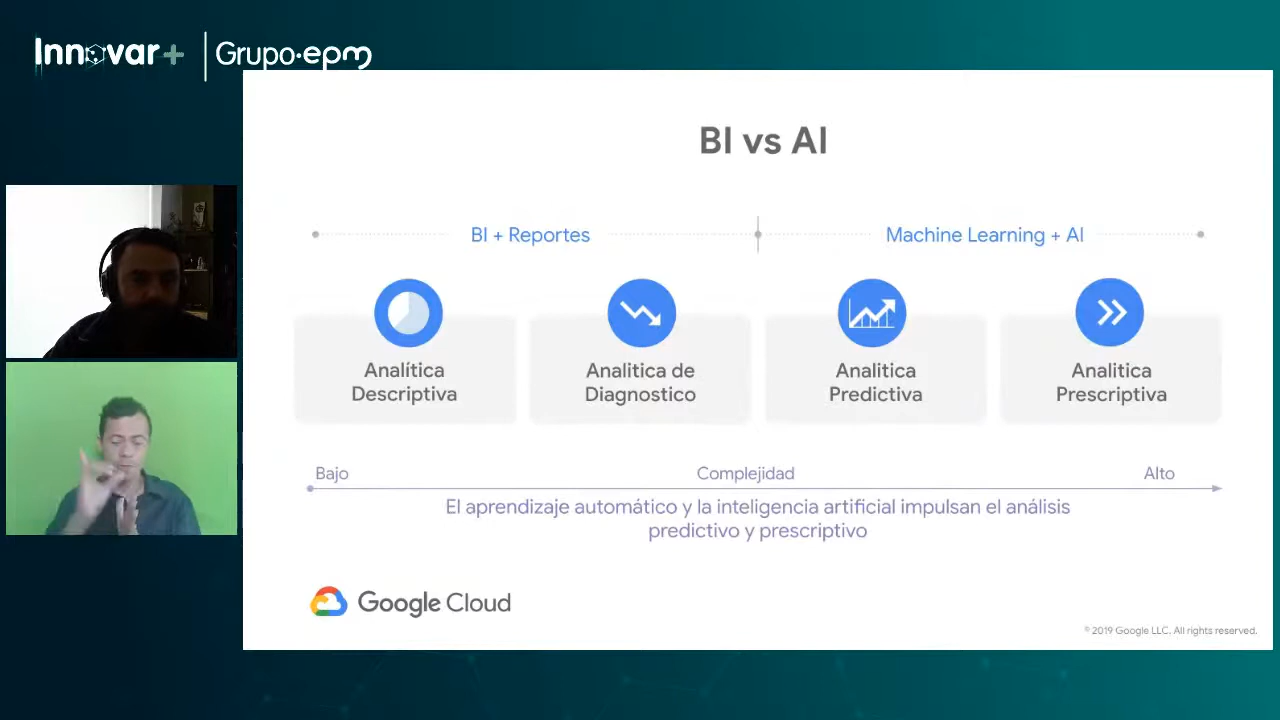 Innovar+ Grupo·epm
BI vs AI
BI + Reportes
Machine Learning + AI
Analítica
Descriptiva
Analitica de
Diagnostico
Analitica
Predictiva
Analitica
Prescriptiva
Bajo
Complejidad
Alto
El aprendizaje automático y la inteligencia artificial impulsan el análisis
predictivo y prescriptivo
Google Cloud
© 2019 Google LLC. All rights reserved.